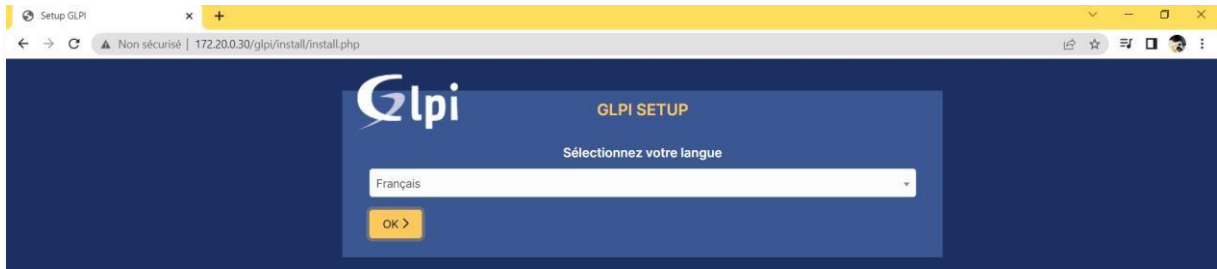 Setup GLPI
Non sécurisé | 172.20.0.30/glpi/install/install.php
Glpi
GLPI SETUP
Sélectionnez votre langue
Français
OK >